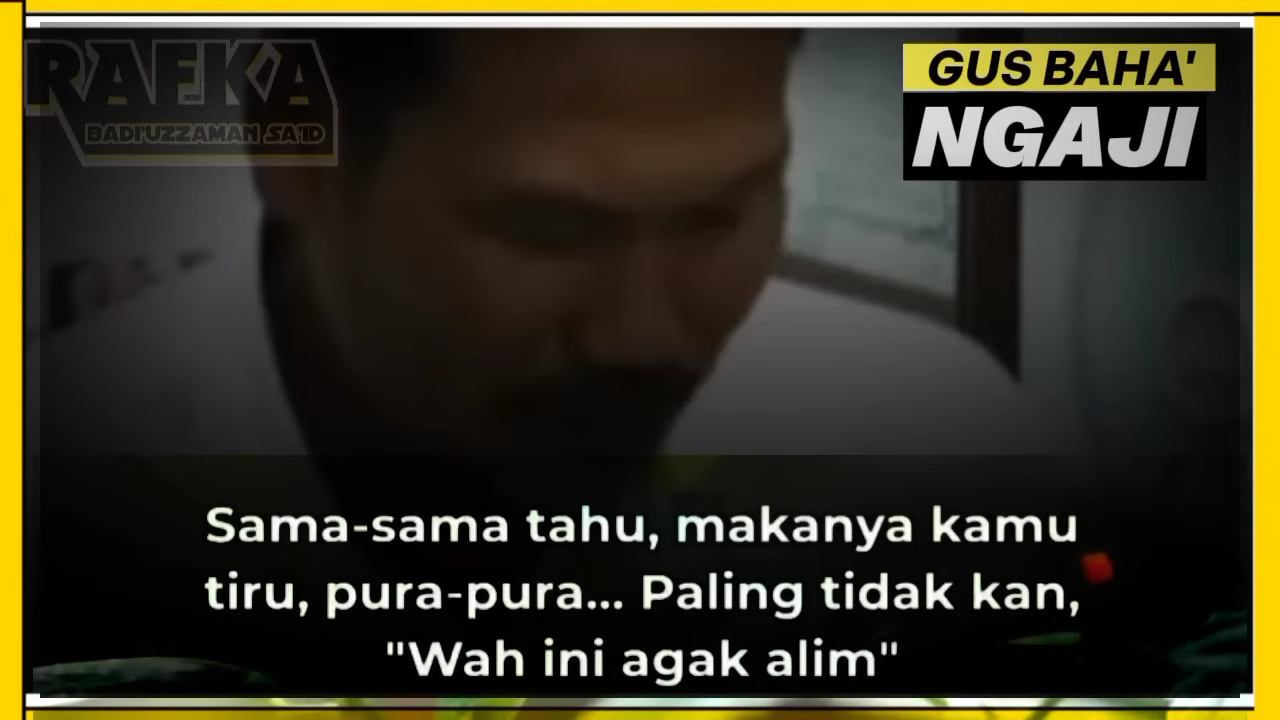 RAFKA
BADI'UZZAMAN SA'ID
GUS BAHA'
NGAJI
Sama-sama tahu, makanya kamu
tiru, pura-pura... Paling tidak kan,
"Wah ini agak alim"